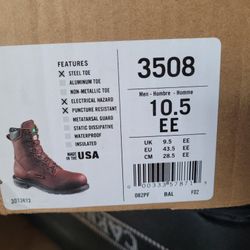 FEATURES
STEEL TOE
ALUMINUM TOE
NON-METALLIC TOE
ELECTRICAL HAZARD
PUNCTURE RESISTANT
METATARSAL GUARD
STATIC DISSIPATIVE
WATERPROOF
INSULATED
MADE IN THE USA
3508
Men - Hombre - Homme
10.5
EE
UK 9.5 EE
EU 43.5 EE
CM 28.5 EE
082PF BAL F02